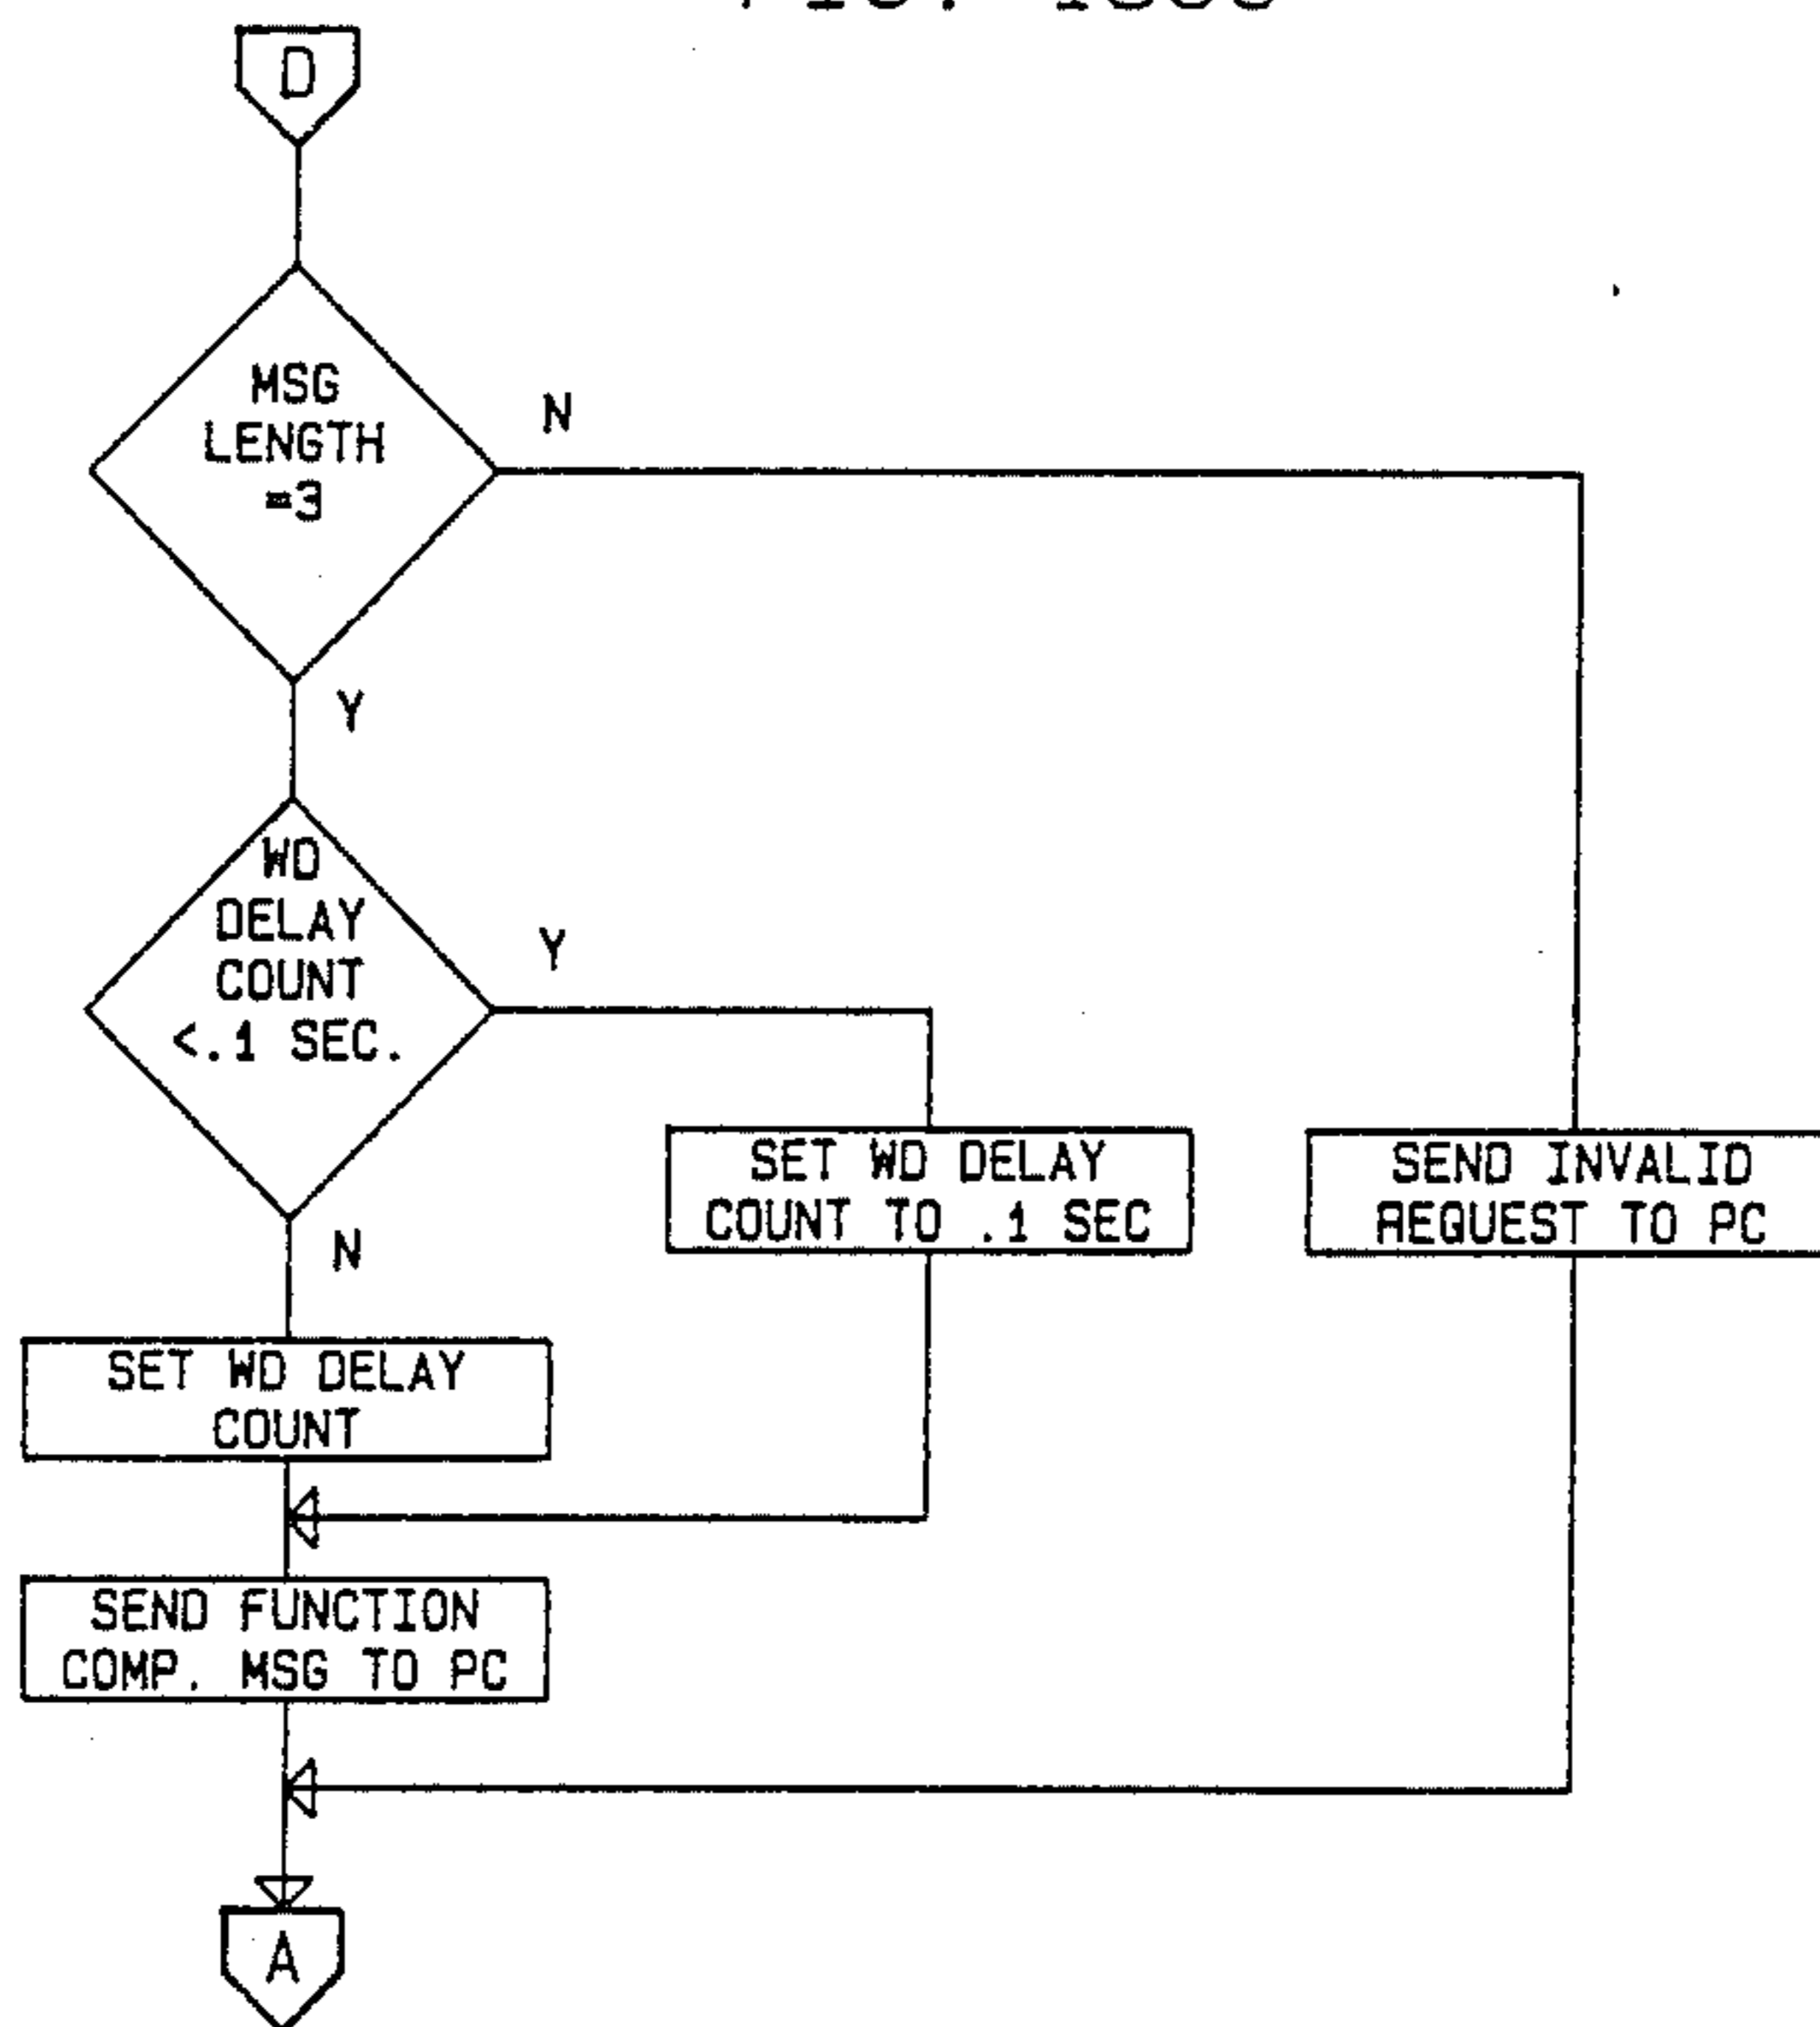 D
MSG
LENGTH
=3
N
Y
WD
DELAY
COUNT
<.1 SEC.
Y
N
SET WD DELAY
COUNT TO .1 SEC
SEND INVALID
REQUEST TO PC
SET WD DELAY
COUNT
SEND FUNCTION
COMP. MSG TO PC
A